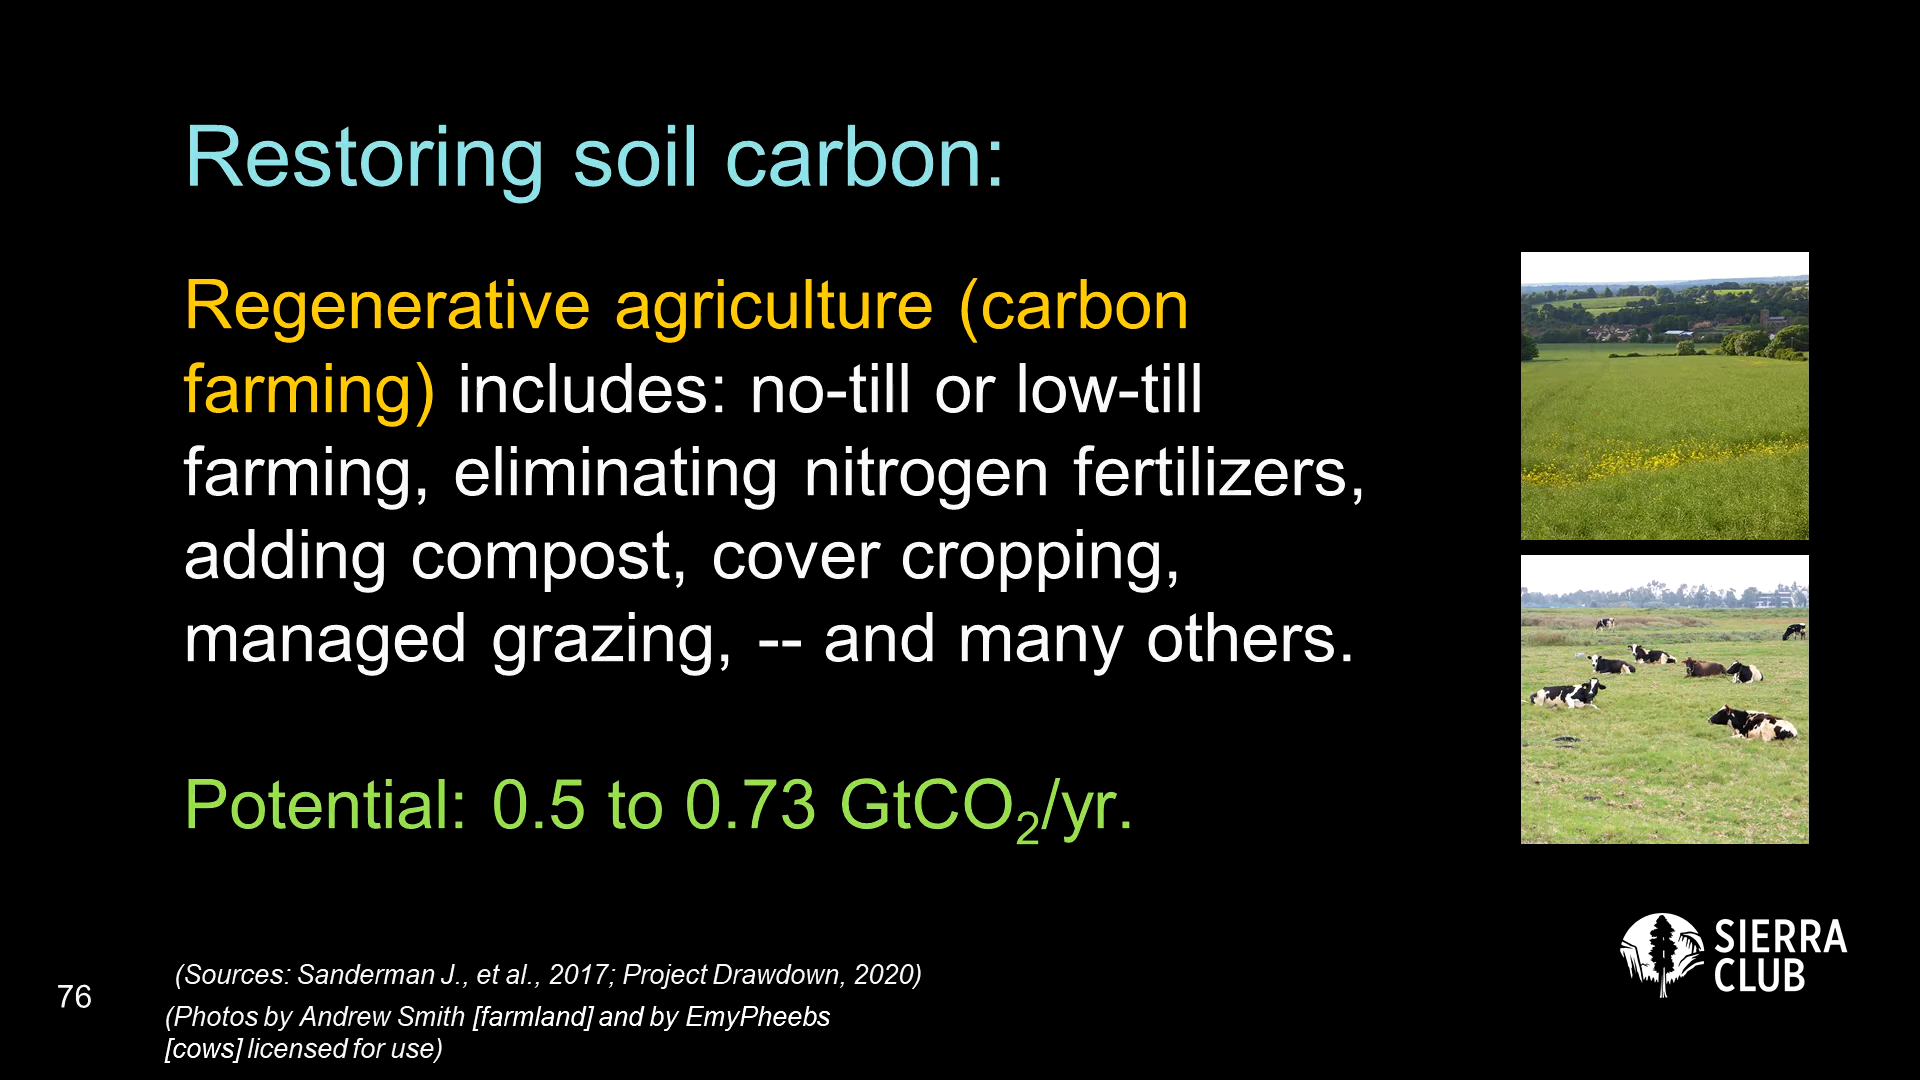 Restoring soil carbon:
Regenerative agriculture (carbon
farming) includes: no-till or low-till
farming, eliminating nitrogen fertilizers,
adding compost, cover cropping,
managed grazing, -- and many others.
Potential: 0.5 to 0.73 GtCO₂/yr.
(Sources: Sanderman J., et al., 2017; Project Drawdown, 2020)
76
(Photos by Andrew Smith [farmland] and by EmyPheebs
[cows] licensed for use)
SIERRA
CLUB